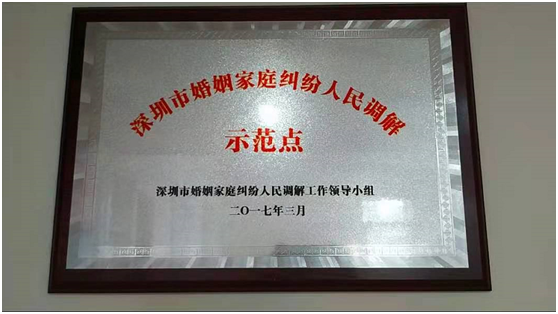 深圳市婚姻家庭纠纷人民调解
示范点
深圳市婚姻家庭纠纷人民调解工作领导小组
二〇一七年三月